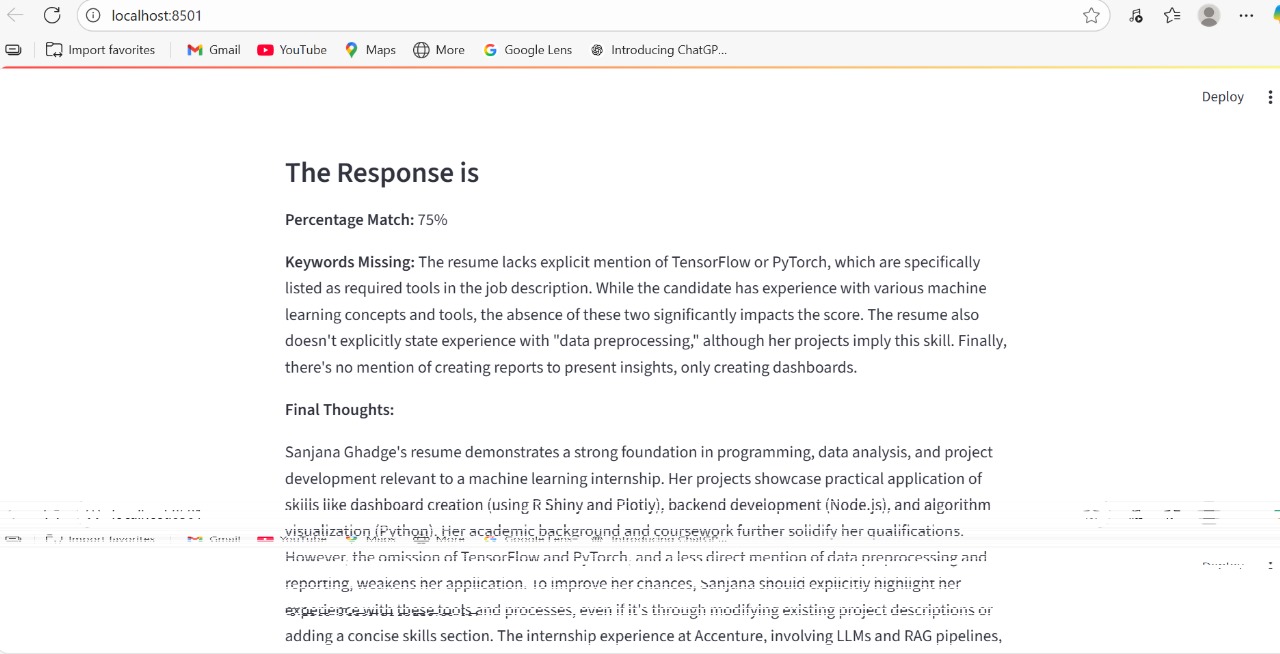 localhost:8501
Import favorites Gmail YouTube Maps More Google Lens Introducing ChatGP...
Deploy
The Response is
Percentage Match: 75%
Keywords Missing: The resume lacks explicit mention of TensorFlow or PyTorch, which are specifically
listed as required tools in the job description. While the candidate has experience with various machine
learning concepts and tools, the absence of these two significantly impacts the score. The resume also
doesn't explicitly state experience with "data preprocessing," although her projects imply this skill. Finally,
there's no mention of creating reports to present insights, only creating dashboards.
Final Thoughts:
Sanjana Ghadge's resume demonstrates a strong foundation in programming, data analysis, and project
development relevant to a machine learning internship. Her projects showcase practical application of
skills like dashboard creation (using R Shiny and Plotly), backend development (Node.js), and algorithm
visualization (Python). Her academic background and coursework further solidify her qualifications.
However, the omission of TensorFlow and PyTorch, and a less direct mention of data preprocessing and
reporting, weakens her application. To improve her chances, Sanjana should explicitly highlight her
experience with these tools and processes, even if it's through modifying existing project descriptions or
adding a concise skills section. The internship experience at Accenture, involving LLMs and RAG pipelines,